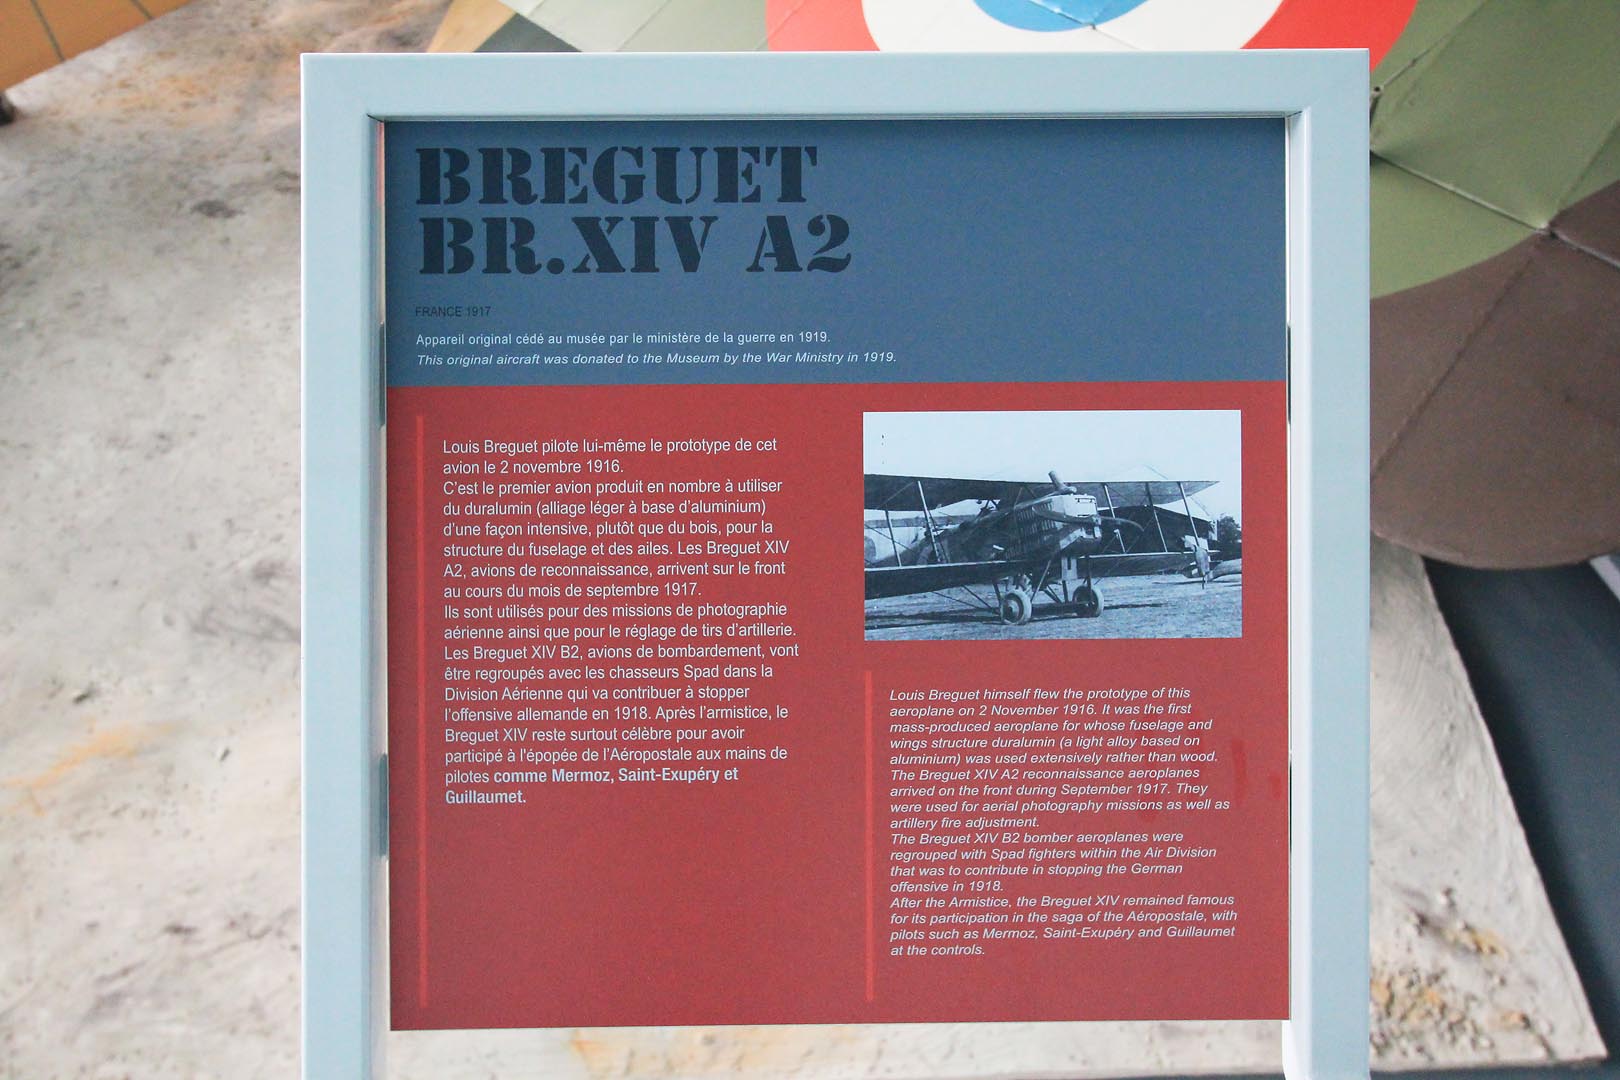 BREGUET
BR.XIV A2
FRANCE 1917
Appareil original cédé au musée par le ministère de la guerre en 1919.
This original aircraft was donated to the Museum by the War Ministry in 1919.
Louis Breguet pilote lui-même le prototype de cet
avion le 2 novembre 1916.
C'est le premier avion produit en nombre à utiliser
du duralumin (alliage léger à base d'aluminium)
d'une façon intensive, plutôt que du bois, pour la
structure du fuselage et des ailes. Les Breguet XIV
A2, avions de reconnaissance, arrivent sur le front
au cours du mois de septembre 1917.
Ils sont utilisés pour des missions de photographie
aérienne ainsi que pour le réglage de tirs d'artillerie.
Les Breguet XIV B2, avions de bombardement, vont
être regroupés avec les chasseurs Spad dans la
Division Aérienne qui va contribuer à stopper
l'offensive allemande en 1918. Après l'armistice, le
Breguet XIV reste surtout célèbre pour avoir
participé à l'épopée de l'Aéropostale aux mains de
pilotes comme Mermoz, Saint-Exupéry et
Guillaumet.
Louis Breguet himself flew the prototype of this
aeroplane on 2 November 1916. It was the first
mass-produced aeroplane for whose fuselage and
wings structure duralumin (a light alloy based on
aluminium) was used extensively rather than wood.
The Breguet XIV A2 reconnaissance aeroplanes
arrived on the front during September 1917. They
were used for aerial photography missions as well as
artillery fire adjustment.
The Breguet XIV B2 bomber aeroplanes were
regrouped with Spad fighters within the Air Division
that was to contribute in stopping the German
offensive in 1918.
After the Armistice, the Breguet XIV remained famous
for its participation in the saga of the Aéropostale, with
pilots such as Mermoz, Saint-Exupéry and Guillaumet
at the controls.